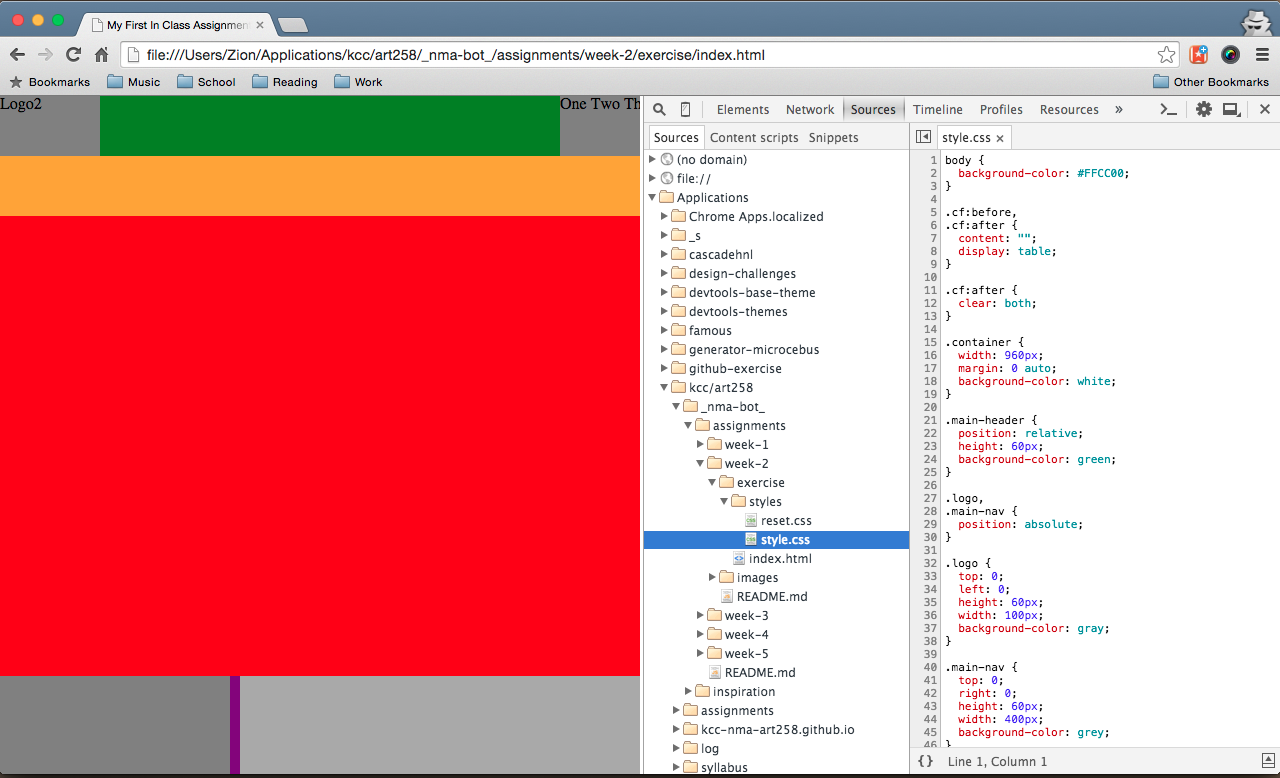 My First In Class Assignmen
file:///Users/Zion/Applications/kcc/art258/_nma-bot_/assignments/week-2/exercise/index.html
Bookmarks Music School Reading Work Other Bookmarks
Logo2
One Two Th
Elements Network Sources Timeline Profiles Resources »
Sources Content scripts Snippets
(no domain)
file://
Applications
Chrome Apps.localized
_s
cascadehnl
design-challenges
devtools-base-theme
devtools-themes
famous
generator-microcebus
github-exercise
kcc/art258
_nma-bot_
assignments
week-1
week-2
exercise
styles
reset.css
style.css
index.html
images
README.md
week-3
week-4
week-5
README.md
inspiration
assignments
kcc-nma-art258.github.io
log
syllabus
style.css ×
1 body {
2 background-color: #FFCC00;
3 }
4
5 .cf:before,
6 .cf:after {
7 content: "";
8 display: table;
9 }
10
11 .cf:after {
12 clear: both;
13 }
14
15 .container {
16 width: 960px;
17 margin: 0 auto;
18 background-color: white;
19 }
20
21 .main-header {
22 position: relative;
23 height: 60px;
24 background-color: green;
25 }
26
27 .logo,
28 .main-nav {
29 position: absolute;
30 }
31
32 .logo {
33 top: 0;
34 left: 0;
35 height: 60px;
36 width: 100px;
37 background-color: gray;
38 }
39
40 .main-nav {
41 top: 0;
42 right: 0;
43 height: 60px;
44 width: 400px;
45 background-color: grey;
46 }
{} Line 1, Column 1